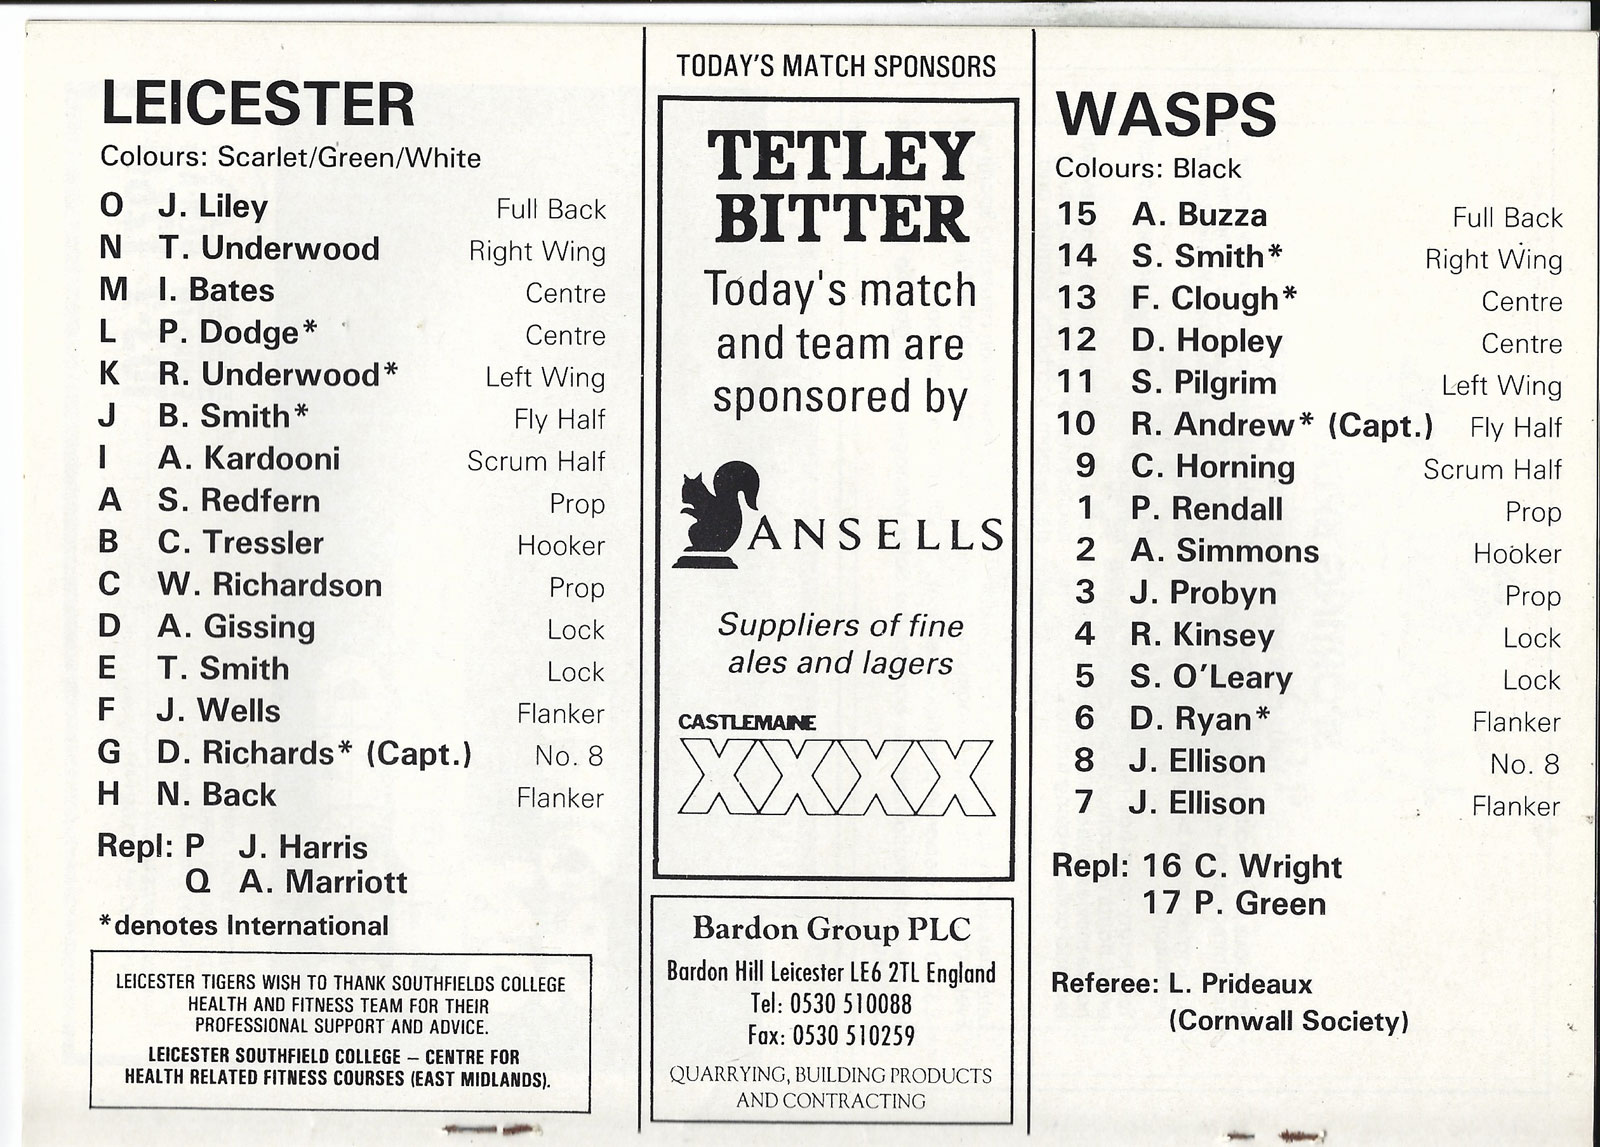 LEICESTER
Colours: Scarlet/Green/White
O J. Liley Full Back
N T. Underwood Right Wing
M I. Bates Centre
L P. Dodge* Centre
K R. Underwood* Left Wing
J B. Smith* Fly Half
I A. Kardooni Scrum Half
A S. Redfern Prop
B C. Tressler Hooker
C W. Richardson Prop
D A. Gissing Lock
E T. Smith Lock
F J. Wells Flanker
G D. Richards* (Capt.) No. 8
H N. Back Flanker
Repl: P J. Harris
Q A. Marriott
*denotes International
LEICESTER TIGERS WISH TO THANK SOUTHFIELDS COLLEGE
HEALTH AND FITNESS TEAM FOR THEIR
PROFESSIONAL SUPPORT AND ADVICE.
LEICESTER SOUTHFIELD COLLEGE – CENTRE FOR
HEALTH RELATED FITNESS COURSES (EAST MIDLANDS).
TODAY'S MATCH SPONSORS
TETLEY
BITTER
Today's match
and team are
sponsored by
ANSELLS
Suppliers of fine
ales and lagers
CASTLEMAINE
XXXX
Bardon Group PLC
Bardon Hill Leicester LE6 2TL England
Tel: 0530 510088
Fax: 0530 510259
QUARRYING, BUILDING PRODUCTS
AND CONTRACTING
WASPS
Colours: Black
15 A. Buzza Full Back
14 S. Smith* Right Wing
13 F. Clough* Centre
12 D. Hopley Centre
11 S. Pilgrim Left Wing
10 R. Andrew* (Capt.) Fly Half
9 C. Horning Scrum Half
1 P. Rendall Prop
2 A. Simmons Hooker
3 J. Probyn Prop
4 R. Kinsey Lock
5 S. O'Leary Lock
6 D. Ryan* Flanker
8 J. Ellison No. 8
7 J. Ellison Flanker
Repl: 16 C. Wright
17 P. Green
Referee: L. Prideaux
(Cornwall Society)